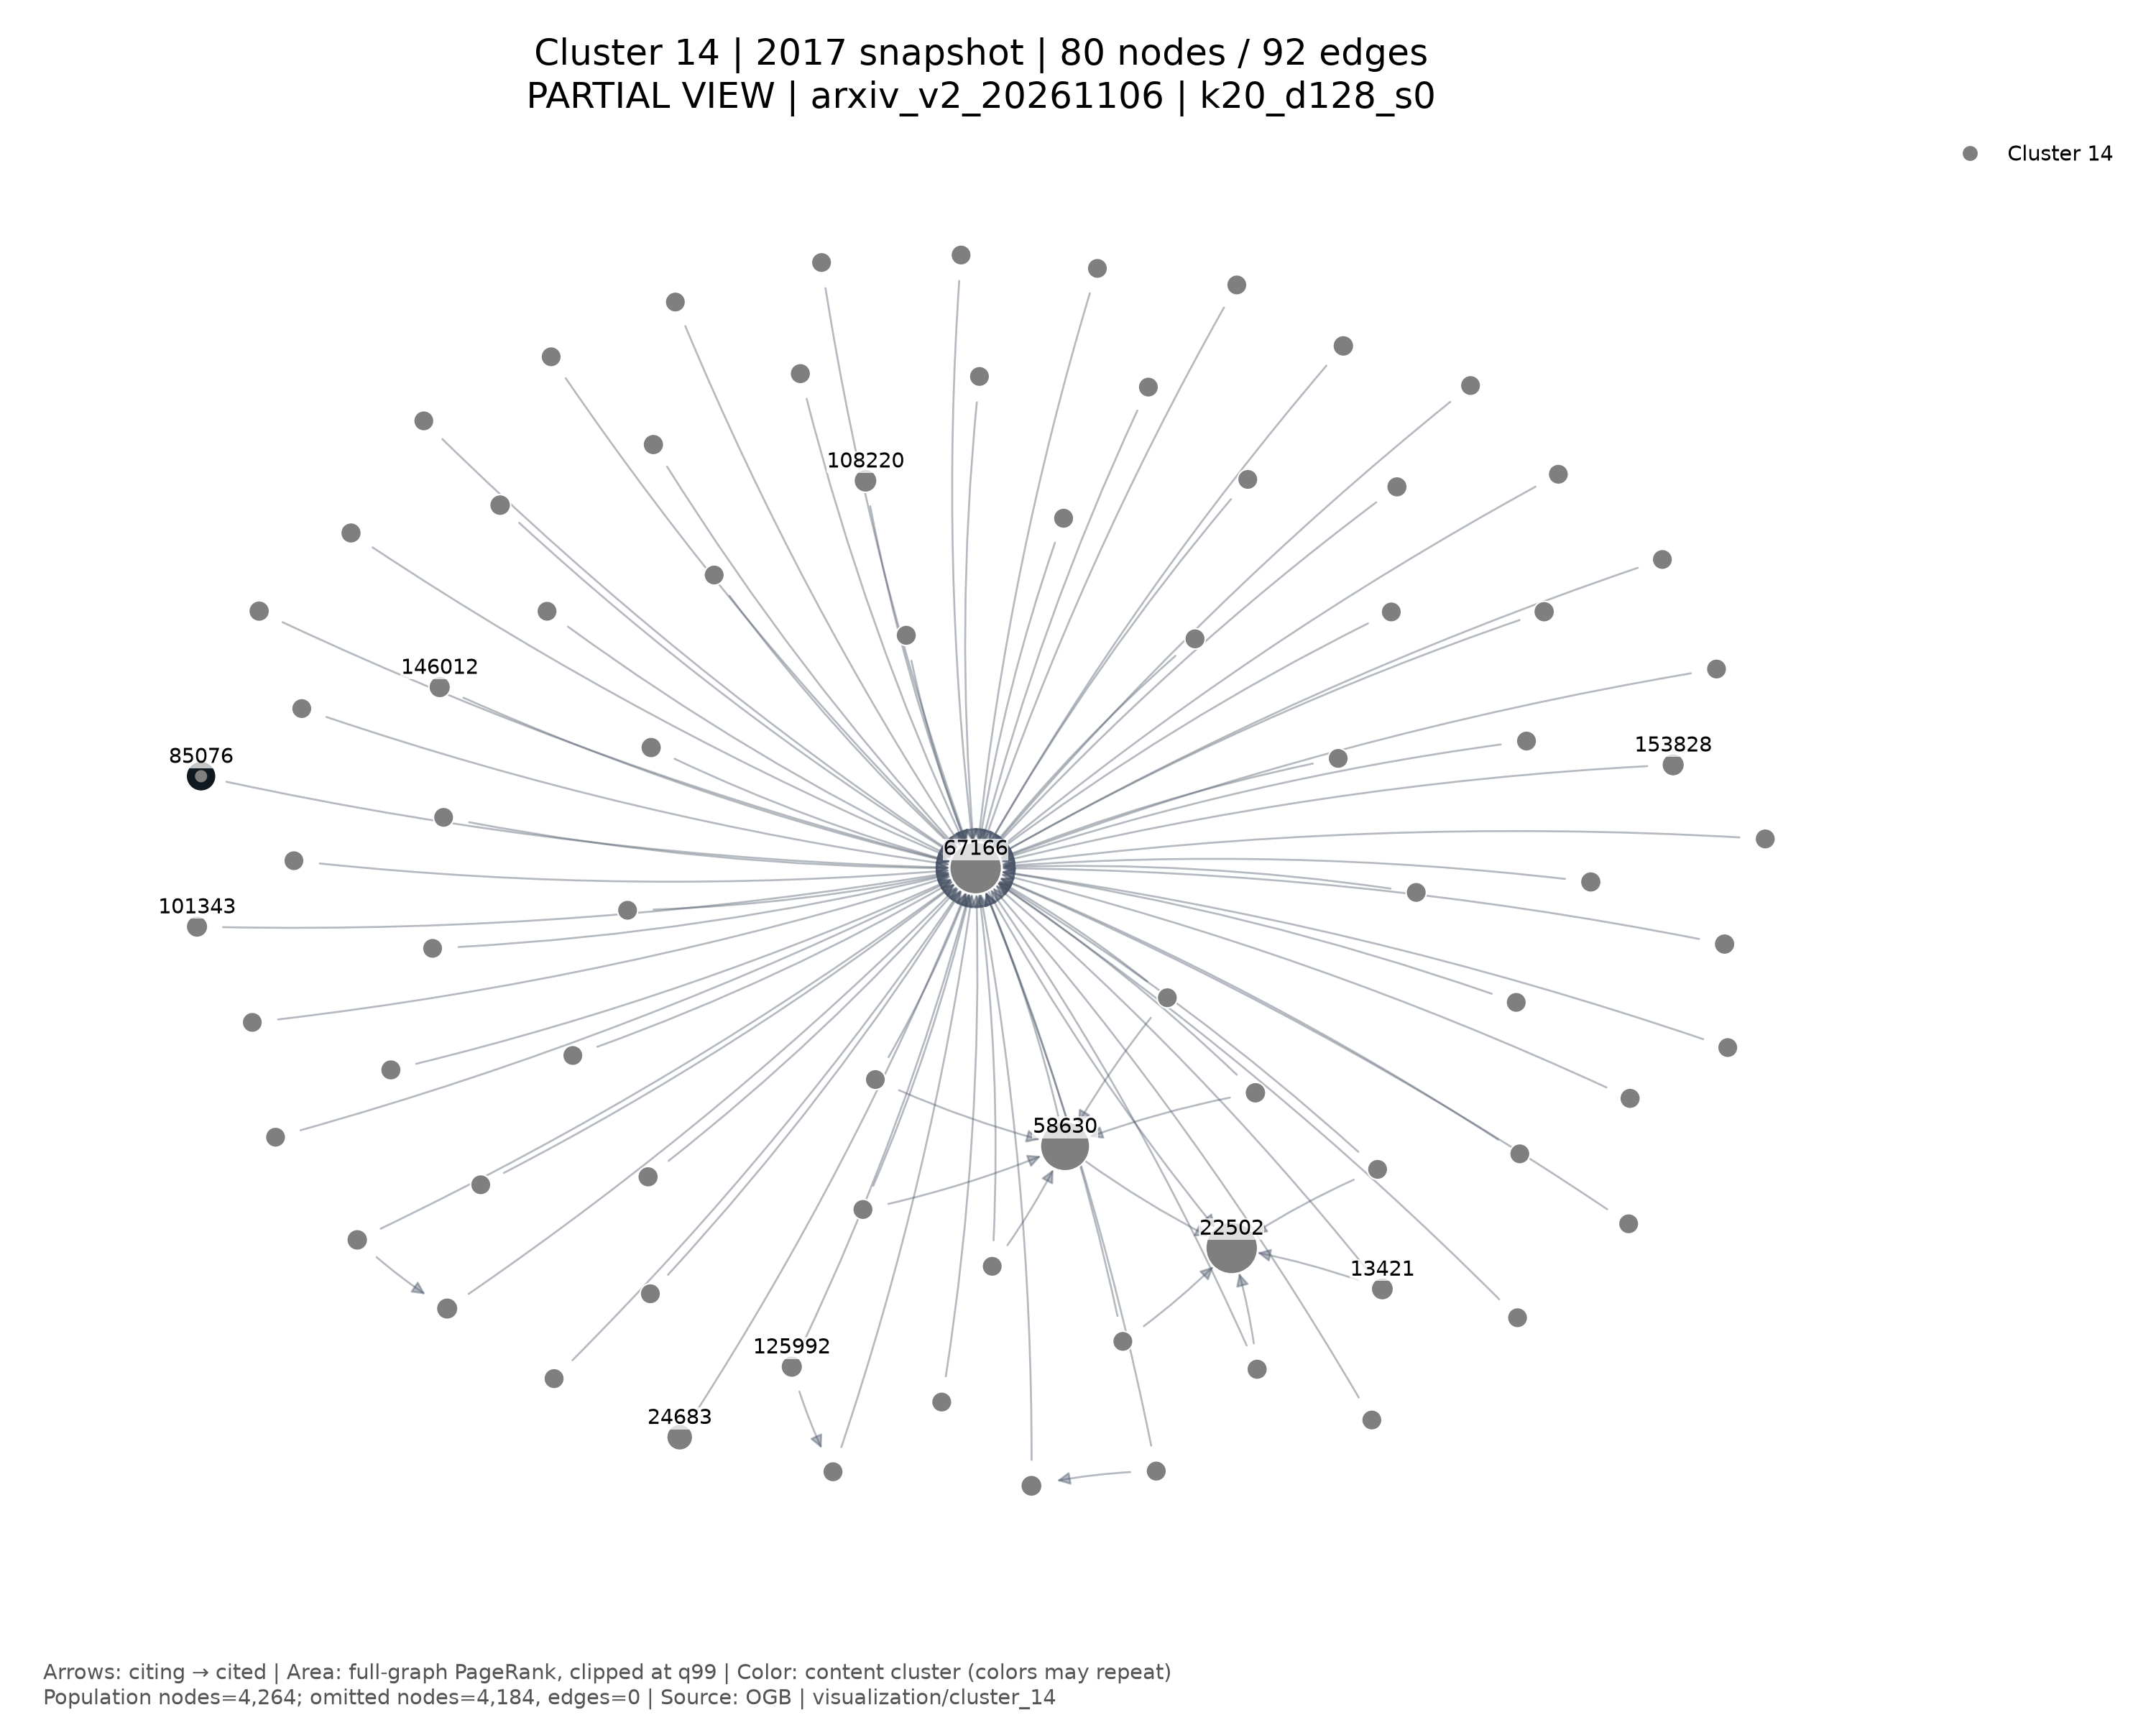 Cluster 14 | 2017 snapshot | 80 nodes / 92 edges
PARTIAL VIEW | arxiv_v2_20261106 | k20_d128_s0
Cluster 14
108220
146012
85076
153828
67166
101343
58630
22502
13421
125992
24683
Arrows: citing → cited | Area: full-graph PageRank, clipped at q99 | Color: content cluster (colors may repeat)
Population nodes=4,264; omitted nodes=4,184, edges=0 | Source: OGB | visualization/cluster_14